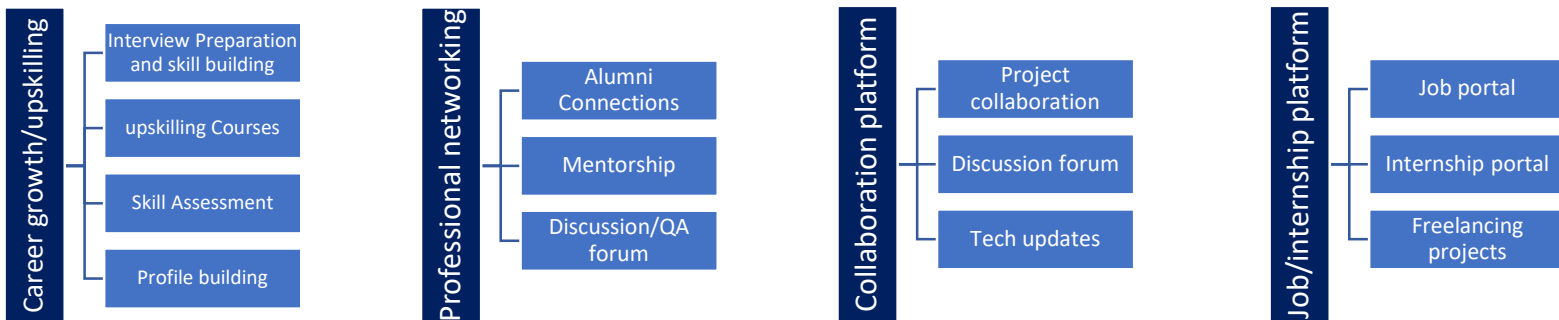 Career growth/upskilling
Interview Preparation
and skill building
upskilling Courses
Skill Assessment
Profile building
Professional networking
Alumni
Connections
Mentorship
Discussion/QA
forum
Collaboration platform
Project
collaboration
Discussion forum
Tech updates
Job/internship platform
Job portal
Internship portal
Freelancing
projects